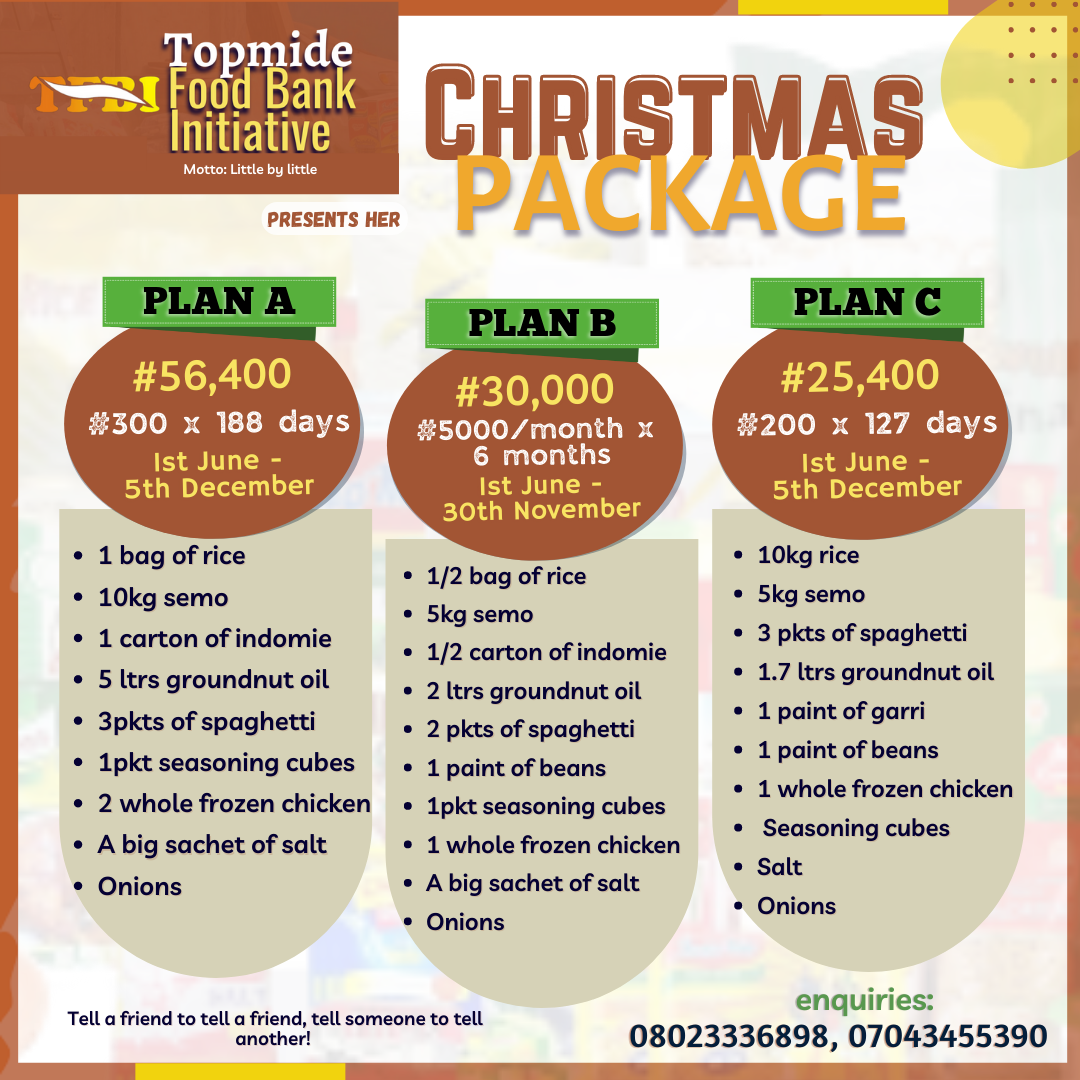 Topmide
TFBI
Food Bank
Initiative
Motto: Little by little
PRESENTS HER
CHRISTMAS
PACKAGE
PLAN A
#56,400
#300 x 188 days
1st June -
5th December
• 1 bag of rice
• 10kg semo
• 1 carton of indomie
• 5 ltrs groundnut oil
• 3pkts of spaghetti
• 1pkt seasoning cubes
• 2 whole frozen chicken
• A big sachet of salt
• Onions
PLAN B
#30,000
#5000/month x
6 months
1st June -
30th November
• 1/2 bag of rice
• 5kg semo
• 1/2 carton of indomie
• 2 ltrs groundnut oil
• 2 pkts of spaghetti
• 1 paint of beans
• 1pkt seasoning cubes
• 1 whole frozen chicken
• A big sachet of salt
• Onions
PLAN C
#25,400
#200 x 127 days
1st June -
5th December
• 10kg rice
• 5kg semo
• 3 pkts of spaghetti
• 1.7 ltrs groundnut oil
• 1 paint of garri
• 1 paint of beans
• 1 whole frozen chicken
• Seasoning cubes
• Salt
• Onions
Tell a friend to tell a friend, tell someone to tell
another!
enquiries:
08023336898, 07043455390